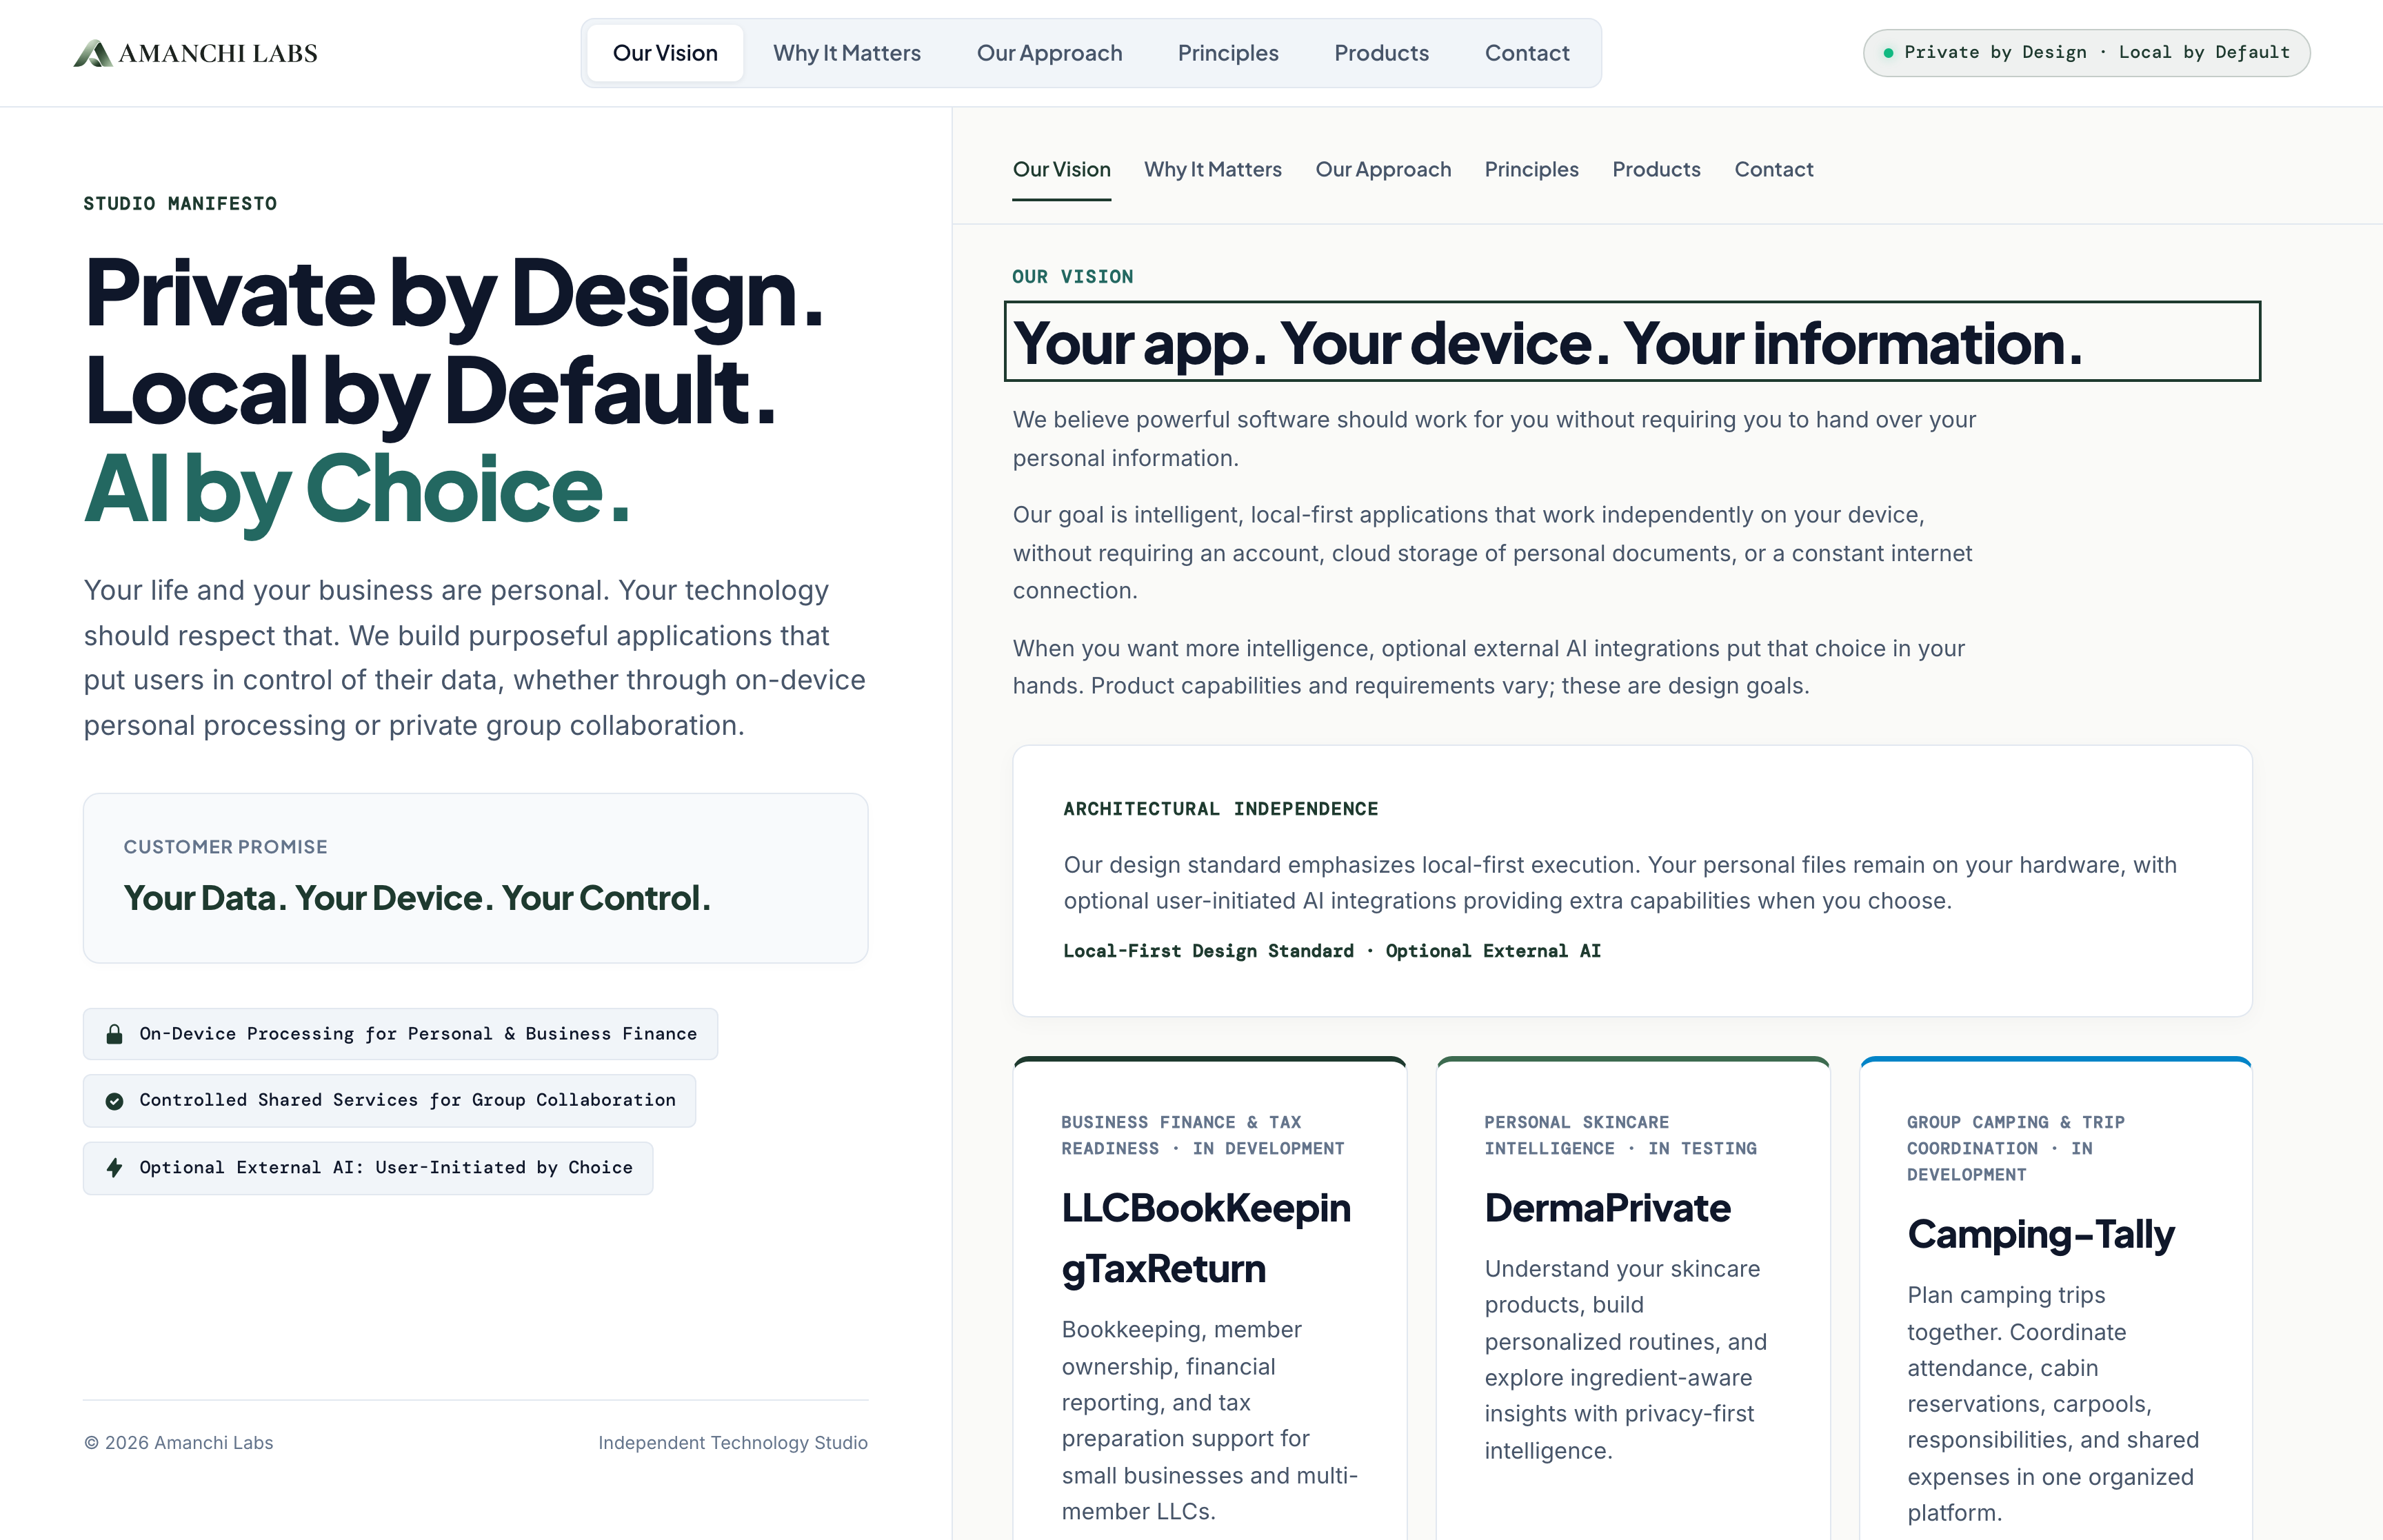 AMANCHI LABS
Our Vision
Why It Matters
Our Approach
Principles
Products
Contact
Private by Design · Local by Default
STUDIO MANIFESTO
Private by Design.
Local by Default.
AI by Choice.
Your life and your business are personal. Your technology
should respect that. We build purposeful applications that
put users in control of their data, whether through on-device
personal processing or private group collaboration.
CUSTOMER PROMISE
Your Data. Your Device. Your Control.
On-Device Processing for Personal & Business Finance
Controlled Shared Services for Group Collaboration
Optional External AI: User-Initiated by Choice
© 2026 Amanchi Labs
Independent Technology Studio
Our Vision
Why It Matters
Our Approach
Principles
Products
Contact
OUR VISION
Your app. Your device. Your information.
We believe powerful software should work for you without requiring you to hand over your
personal information.
Our goal is intelligent, local-first applications that work independently on your device,
without requiring an account, cloud storage of personal documents, or a constant internet
connection.
When you want more intelligence, optional external AI integrations put that choice in your
hands. Product capabilities and requirements vary; these are design goals.
ARCHITECTURAL INDEPENDENCE
Our design standard emphasizes local-first execution. Your personal files remain on your hardware, with
optional user-initiated AI integrations providing extra capabilities when you choose.
Local-First Design Standard · Optional External AI
BUSINESS FINANCE & TAX
READINESS · IN DEVELOPMENT
LLCBookKeepin
gTaxReturn
Bookkeeping, member
ownership, financial
reporting, and tax
preparation support for
small businesses and multi-
member LLCs.
PERSONAL SKINCARE
INTELLIGENCE · IN TESTING
DermaPrivate
Understand your skincare
products, build
personalized routines, and
explore ingredient-aware
insights with privacy-first
intelligence.
GROUP CAMPING & TRIP
COORDINATION · IN
DEVELOPMENT
Camping-Tally
Plan camping trips
together. Coordinate
attendance, cabin
reservations, carpools,
responsibilities, and shared
expenses in one organized
platform.